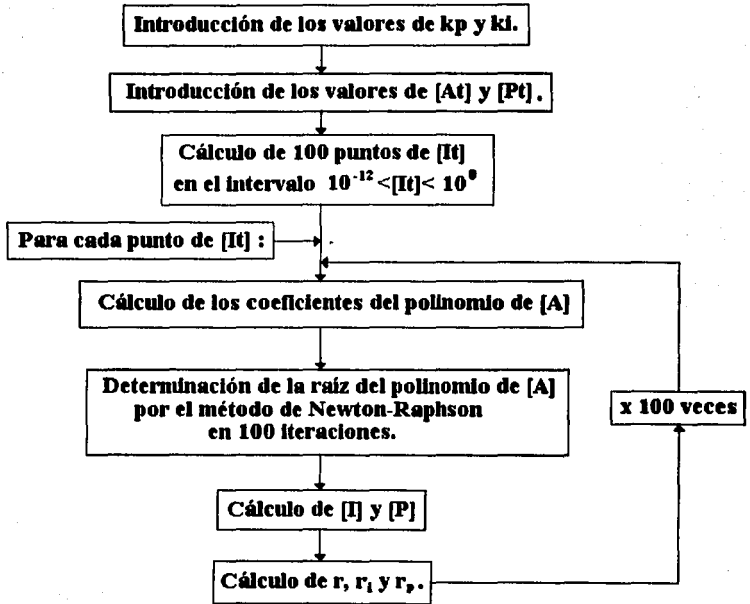 Introducción de los valores de kp y ki.
Introducción de los valores de [At] y [Pt].
Cálculo de 100 puntos de [It]
en el intervalo 10⁻¹² <[It]< 10⁰
Para cada punto de [It] :
Cálculo de los coeficientes del polinomio de [A]
Determinación de la raíz del polinomio de [A]
por el método de Newton-Raphson
en 100 iteraciones.
x 100 veces
Cálculo de [I] y [P]
Cálculo de r, rᵢ y rₚ.